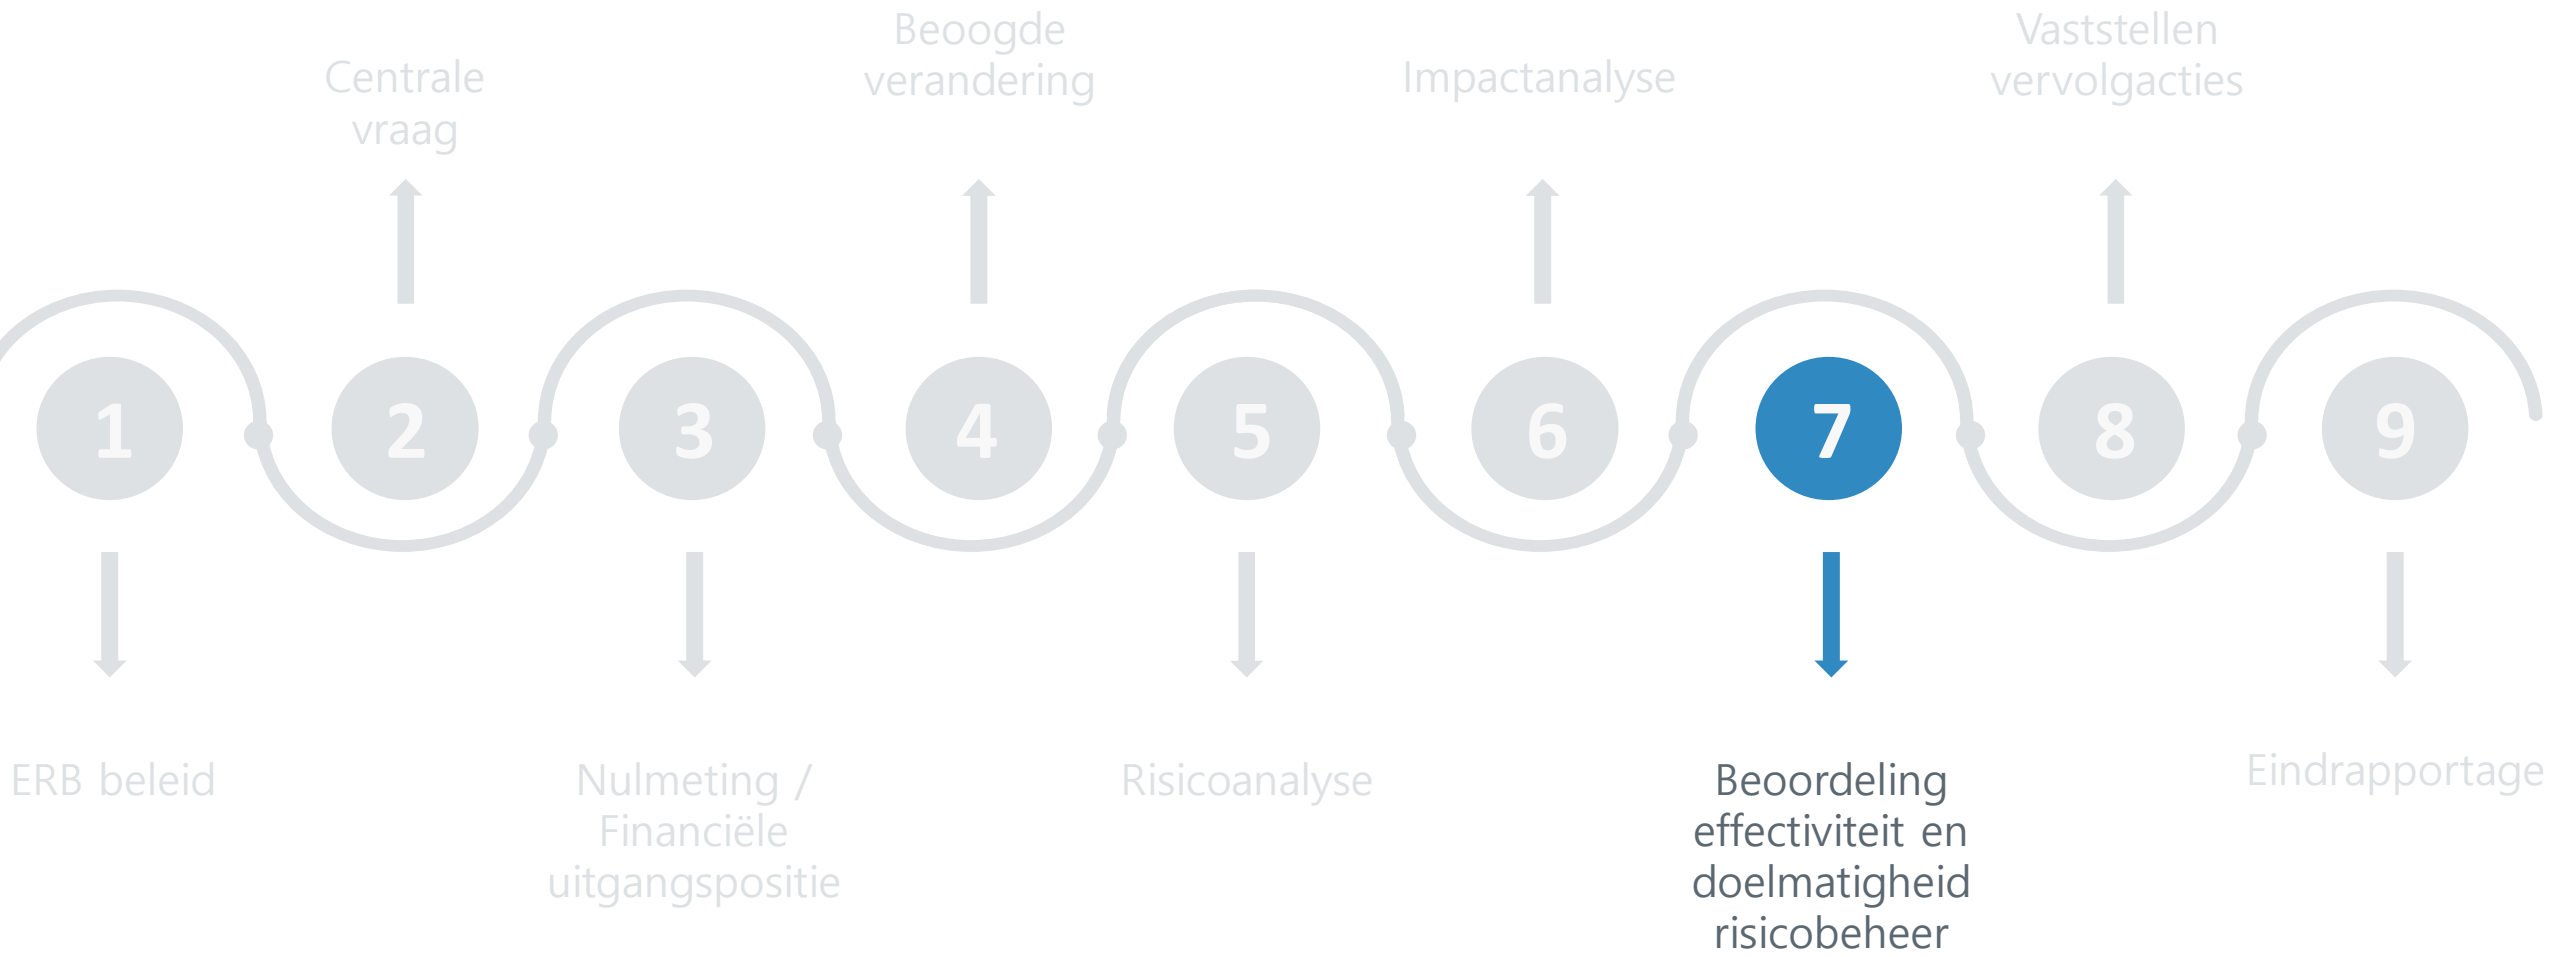 Beoogde
verandering
Vaststellen
vervolgacties
Centrale
vraag
Impactanalyse
1
2
3
4
5
6
7
8
9
ERB beleid
Nulmeting /
Financiële
uitgangspositie
Risicoanalyse
Beoordeling
effectiviteit en
doelmatigheid
risicobeheer
Eindrapportage